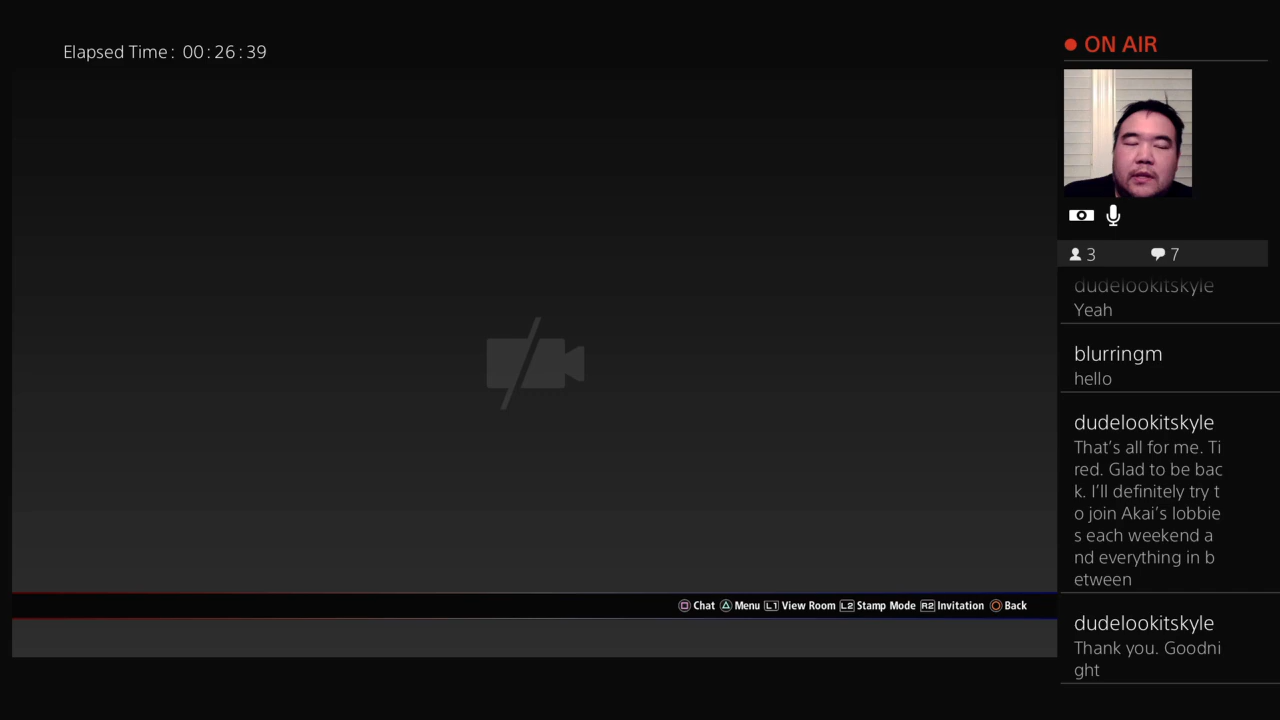 Elapsed Time: 00:26:39
ON AIR
3 7
dudelookitskyle
Yeah
blurringm
hello
dudelookitskyle
That's all for me. Ti
red. Glad to be bac
k. I'll definitely try t
o join Akai's lobbie
s each weekend a
nd everything in b
etween
Chat Menu L1 View Room L2 Stamp Mode R2 Invitation Back
dudelookitskyle
Thank you. Goodni
ght